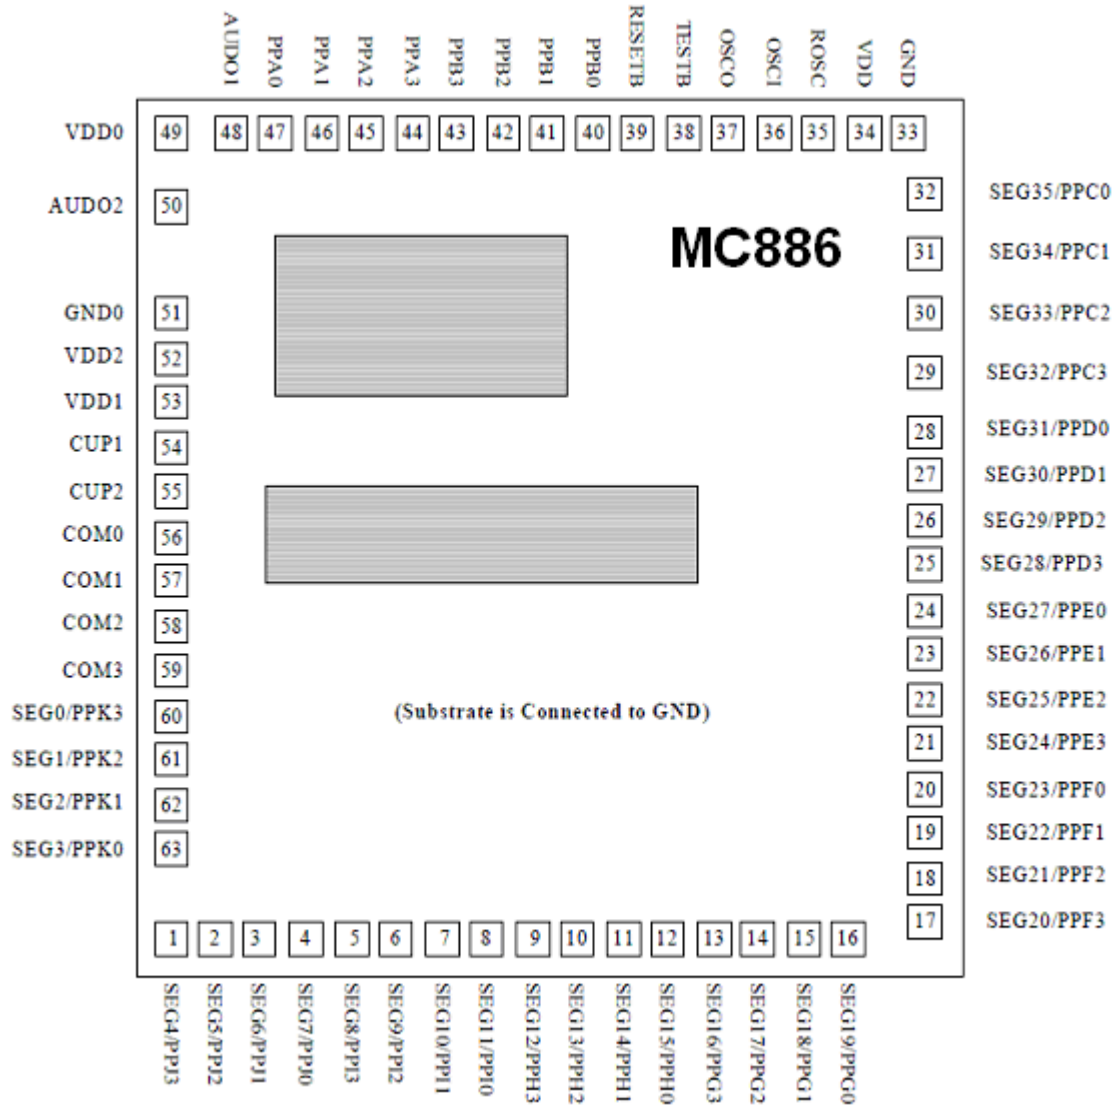 AUDO1 PPA0 PPA1 PPA2 PPA3 PPB3 PPB2 PPB1 PPB0 RESETB TESTB OSCO OSCI ROSC VDD GND
VDD0 49 48 47 46 45 44 43 42 41 40 39 38 37 36 35 34 33
32 SEG35/PPC0
AUDO2 50
MC886
31 SEG34/PPC1
GND0 51 30 SEG33/PPC2
VDD2 52
29 SEG32/PPC3
VDD1 53
28 SEG31/PPD0
CUP1 54
27 SEG30/PPD1
CUP2 55
26 SEG29/PPD2
COM0 56
25 SEG28/PPD3
COM1 57
24 SEG27/PPE0
COM2 58
23 SEG26/PPE1
COM3 59
22 SEG25/PPE2
SEG0/PPK3 60 (Substrate is Connected to GND)
21 SEG24/PPE3
SEG1/PPK2 61
20 SEG23/PPF0
SEG2/PPK1 62
19 SEG22/PPF1
SEG3/PPK0 63
18 SEG21/PPF2
17 SEG20/PPF3
1 2 3 4 5 6 7 8 9 10 11 12 13 14 15 16
SEG4/PPJ3 SEG5/PPJ2 SEG6/PPJ1 SEG7/PPJ0 SEG8/PPI3 SEG9/PPI2 SEG10/PPI1 SEG11/PPI0 SEG12/PPH3 SEG13/PPH2 SEG14/PPH1 SEG15/PPH0 SEG16/PPG3 SEG17/PPG2 SEG18/PPG1 SEG19/PPG0